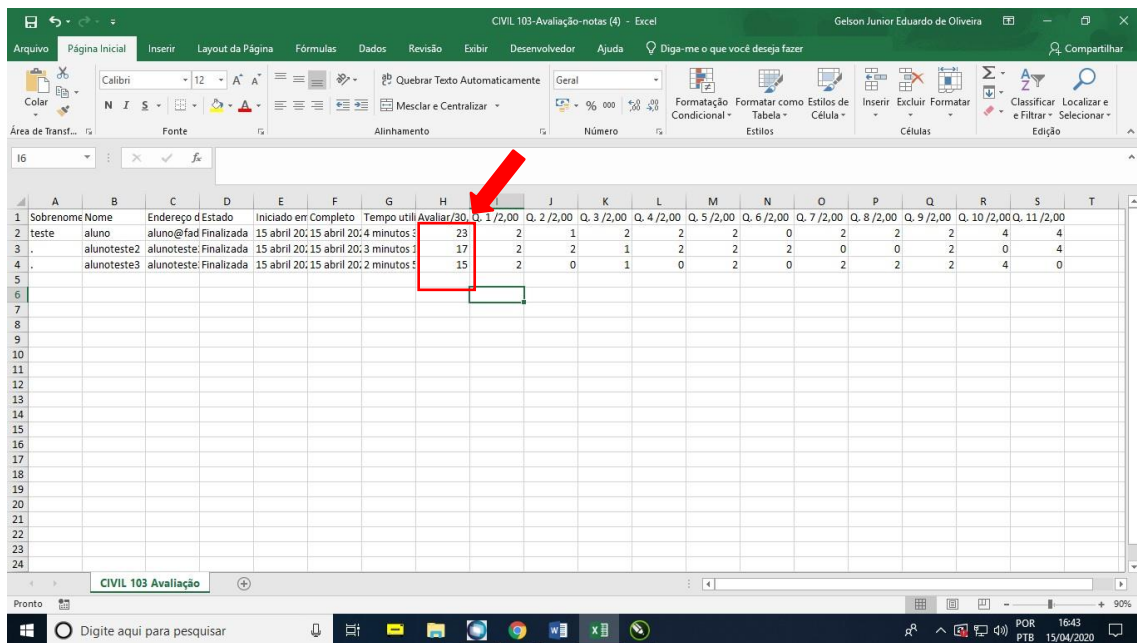 CIVIL 103-Avaliação-notas (4) - Excel
Gelson Junior Eduardo de Oliveira
Arquivo Página Inicial Inserir Layout da Página Fórmulas Dados Revisão Exibir Desenvolvedor Ajuda Diga-me o que você deseja fazer Compartilhar
Colar
Calibri 12
N I S
Quebrar Texto Automaticamente
Mesclar e Centralizar
Geral
% 000
Formatação Condicional
Formatar como Tabela
Estilos de Célula
Inserir Excluir Formatar
Classificar e Filtrar
Localizar e Selecionar
Área de Transf... Fonte Alinhamento Número Estilos Células Edição
I6 fx
A B C D E F G H I J K L M N O P Q R S T
1 Sobrenome Nome Endereço d Estado Iniciado em Completo Tempo utili Avaliar/30, Q. 1 /2,00 Q. 2 /2,00 Q. 3 /2,00 Q. 4 /2,00 Q. 5 /2,00 Q. 6 /2,00 Q. 7 /2,00 Q. 8 /2,00 Q. 9 /2,00 Q. 10 /2,00 Q. 11 /2,00
2 teste aluno aluno@fad Finalizada 15 abril 202 15 abril 202 4 minutos 3 23 2 1 2 2 2 0 2 2 2 4 4
3 . alunoteste2 alunoteste Finalizada 15 abril 202 15 abril 202 3 minutos 1 17 2 2 1 2 2 2 0 0 2 0 4
4 . alunoteste3 alunoteste Finalizada 15 abril 202 15 abril 202 2 minutos 5 15 2 0 1 0 2 0 2 2 2 4 0
5
6
7
8
9
10
11
12
13
14
15
16
17
18
19
20
21
22
23
24
CIVIL 103 Avaliação
Pronto 90%
Digite aqui para pesquisar
POR
PTB
16:43
15/04/2020